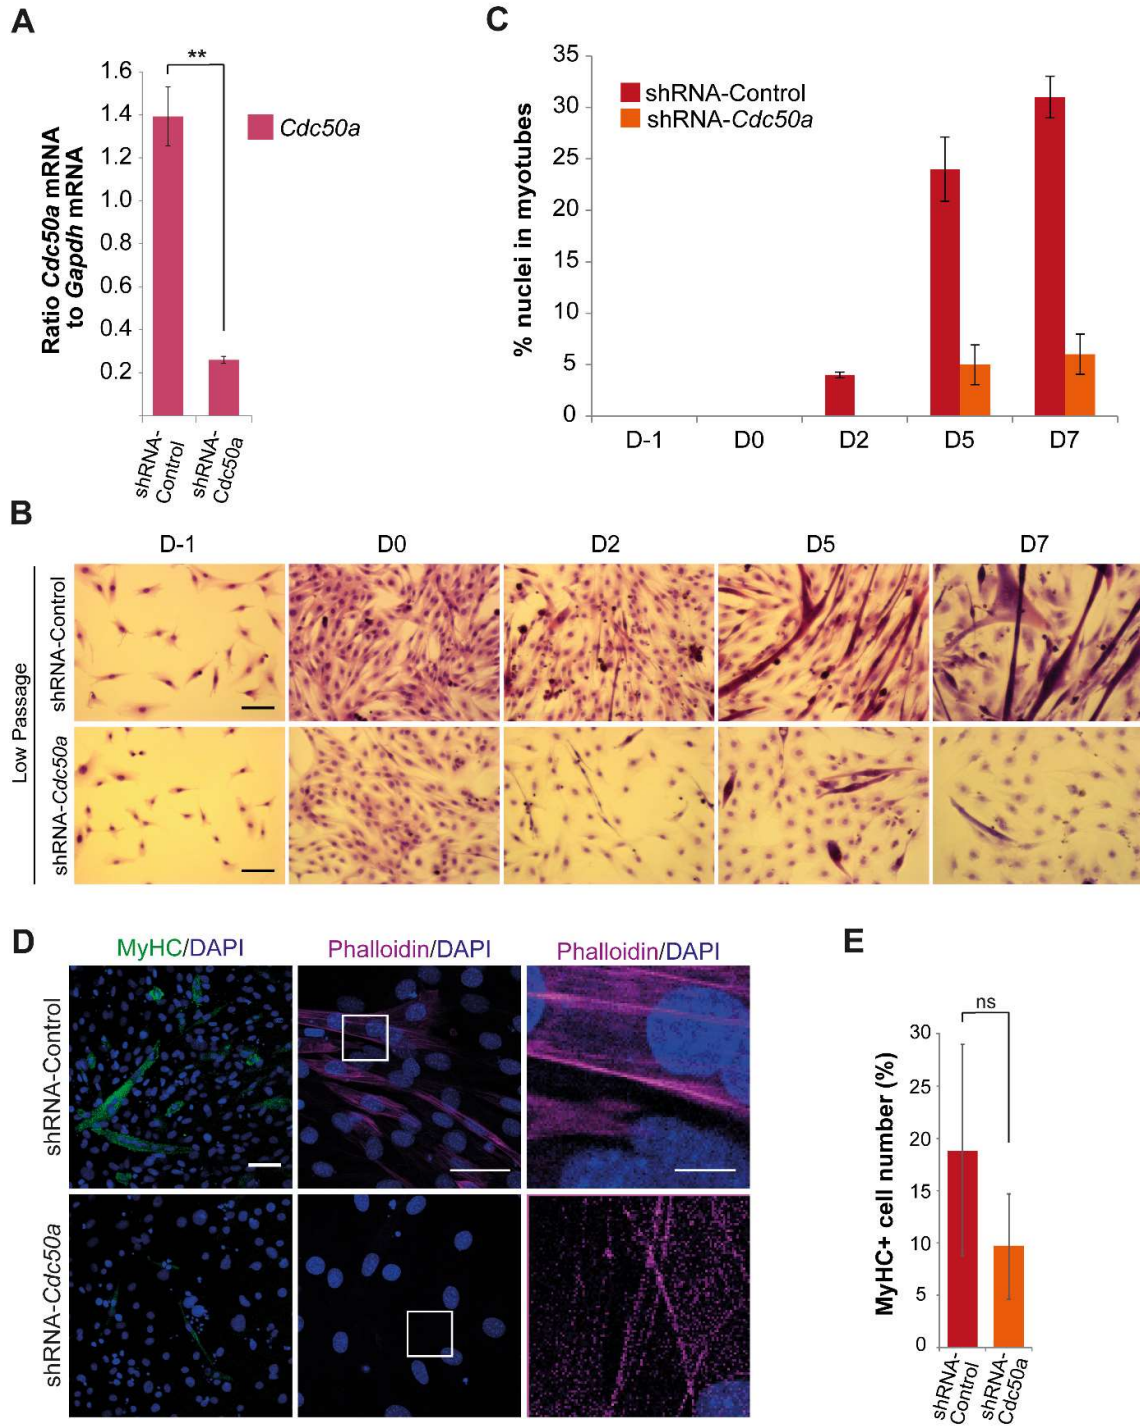 A
**
1.6
1.4
1.2
1.0
0.8
0.6
0.4
0.2
Ratio Cdc50a mRNA
to Gapdh mRNA
Cdc50a
shRNA-
Control
shRNA-
Cdc50a
C
35
30
25
20
15
10
5
0
% nuclei in myotubes
shRNA-Control
shRNA-Cdc50a
D-1 D0 D2 D5 D7
B
D-1 D0 D2 D5 D7
Low Passage
shRNA-Control
shRNA-Cdc50a
D
MyHC/DAPI Phalloidin/DAPI Phalloidin/DAPI
shRNA-Control
shRNA-Cdc50a
E
ns
30
25
20
15
10
5
0
MyHC+ cell number (%)
shRNA-
Control
shRNA-
Cdc50a